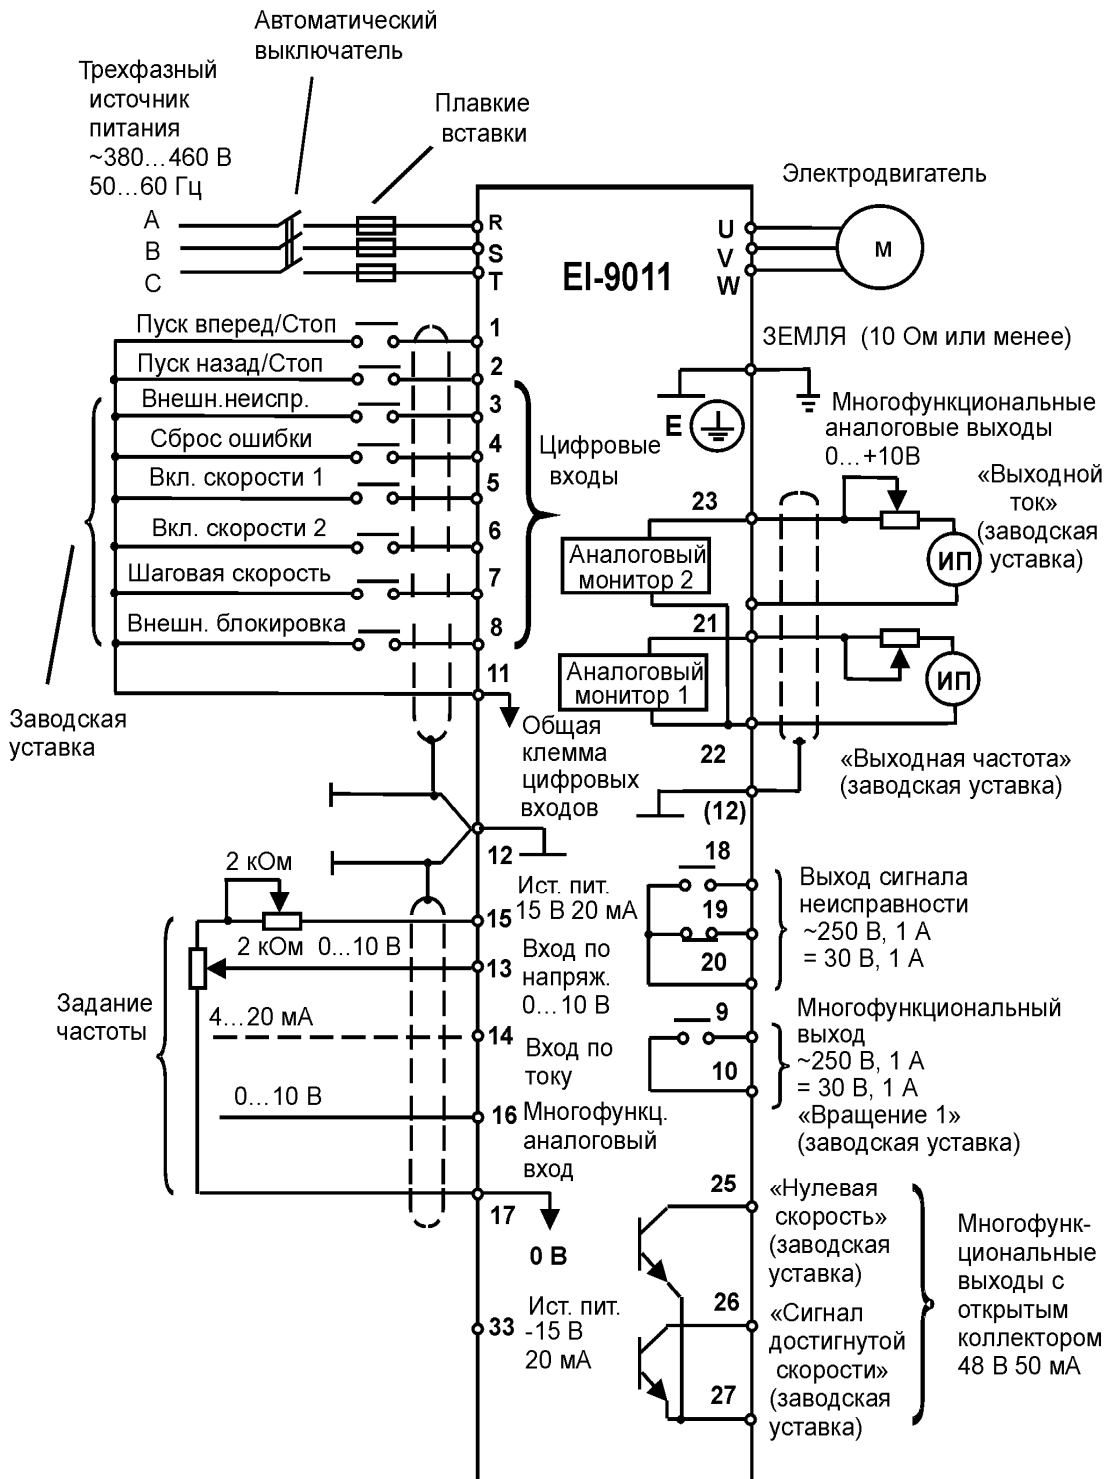 Автоматический
выключатель
Трехфазный
источник
питания
~380...460 В
50...60 Гц
Плавкие
вставки
Электродвигатель
A
B
C
R
S
T
EI-9011
U
V
W
М
Пуск вперед/Стоп
1
Пуск назад/Стоп
2
Внешн.неиспр.
3
Сброс ошибки
4
Вкл. скорости 1
5
Вкл. скорости 2
6
Шаговая скорость
7
Внешн. блокировка
8
11
Цифровые
входы
Заводская
уставка
Общая
клемма
цифровых
входов
12
ЗЕМЛЯ (10 Ом или менее)
E
Многофункциональные
аналоговые выходы
0...+10В
«Выходной
ток»
(заводская
уставка)
23
Аналоговый
монитор 2
ИП
21
Аналоговый
монитор 1
ИП
22
«Выходная частота»
(заводская уставка)
(12)
2 кОм
15
Ист. пит.
15 В 20 мА
2 кОм 0...10 В
13
Вход по
напряж.
0...10 В
Задание
частоты
4...20 мА
14
Вход по
току
0...10 В
16
Многофункц.
аналоговый
вход
17
0 В
33
Ист. пит.
-15 В
20 мА
18
19
20
Выход сигнала
неисправности
~250 В, 1 А
= 30 В, 1 А
9
10
Многофункциональный
выход
~250 В, 1 А
= 30 В, 1 А
«Вращение 1»
(заводская уставка)
25
«Нулевая
скорость»
(заводская
уставка)
26
«Сигнал
достигнутой
скорости»
(заводская
уставка)
27
Многофунк-
циональные
выходы с
открытым
коллектором
48 В 50 мА